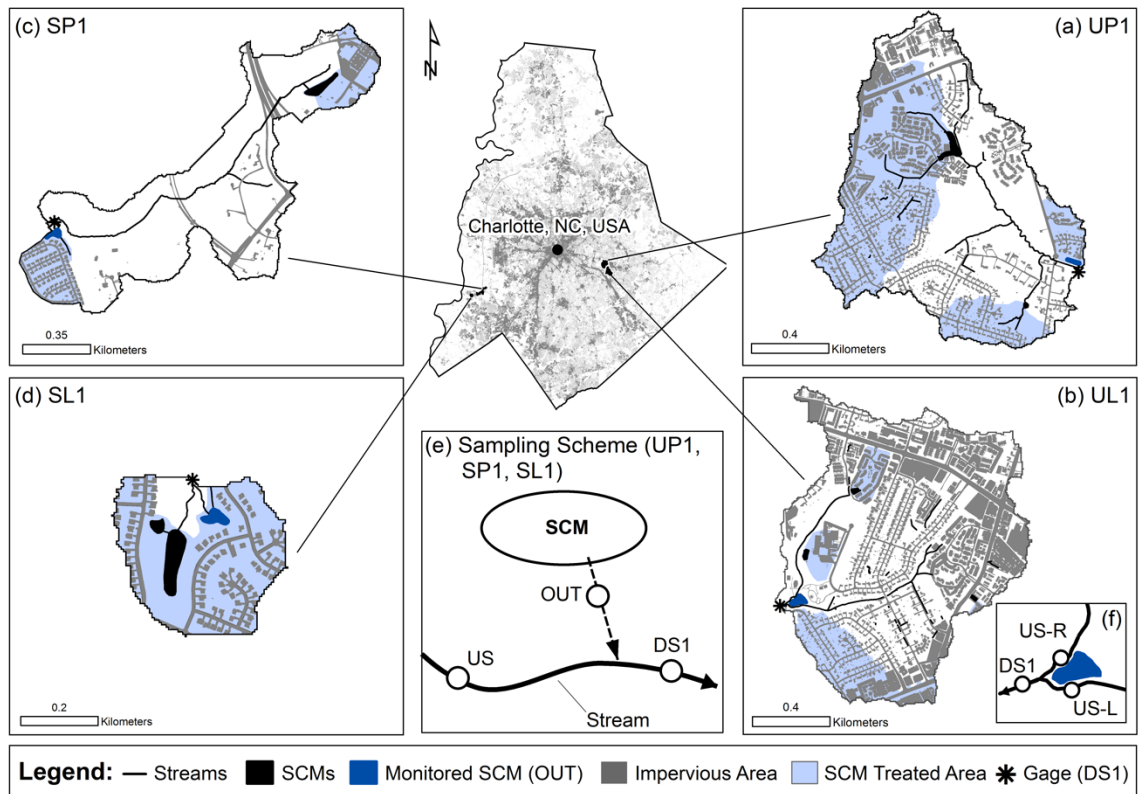 (c) SP1
0.35
Kilometers
N
Charlotte, NC, USA
(a) UP1
0.4
Kilometers
(d) SL1
0.2
Kilometers
(e) Sampling Scheme (UP1,
SP1, SL1)
SCM
OUT
US
DS1
Stream
(b) UL1
0.4
Kilometers
(f)
US-R
DS1
US-L
Legend: Streams SCMs Monitored SCM (OUT) Impervious Area SCM Treated Area Gage (DS1)